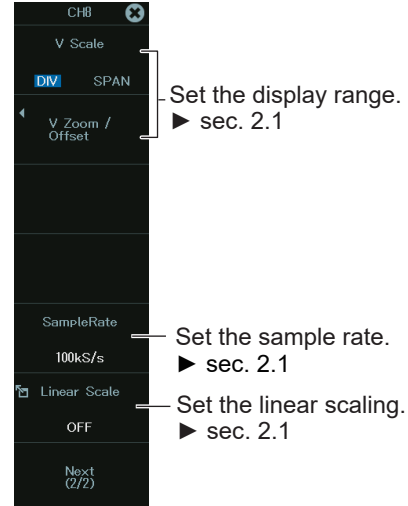 CH8
V Scale
DIV SPAN
V Zoom /
Offset
Set the display range.
► sec. 2.1
SampleRate
100kS/s
Set the sample rate.
► sec. 2.1
Linear Scale
OFF
Set the linear scaling.
► sec. 2.1
Next
(2/2)